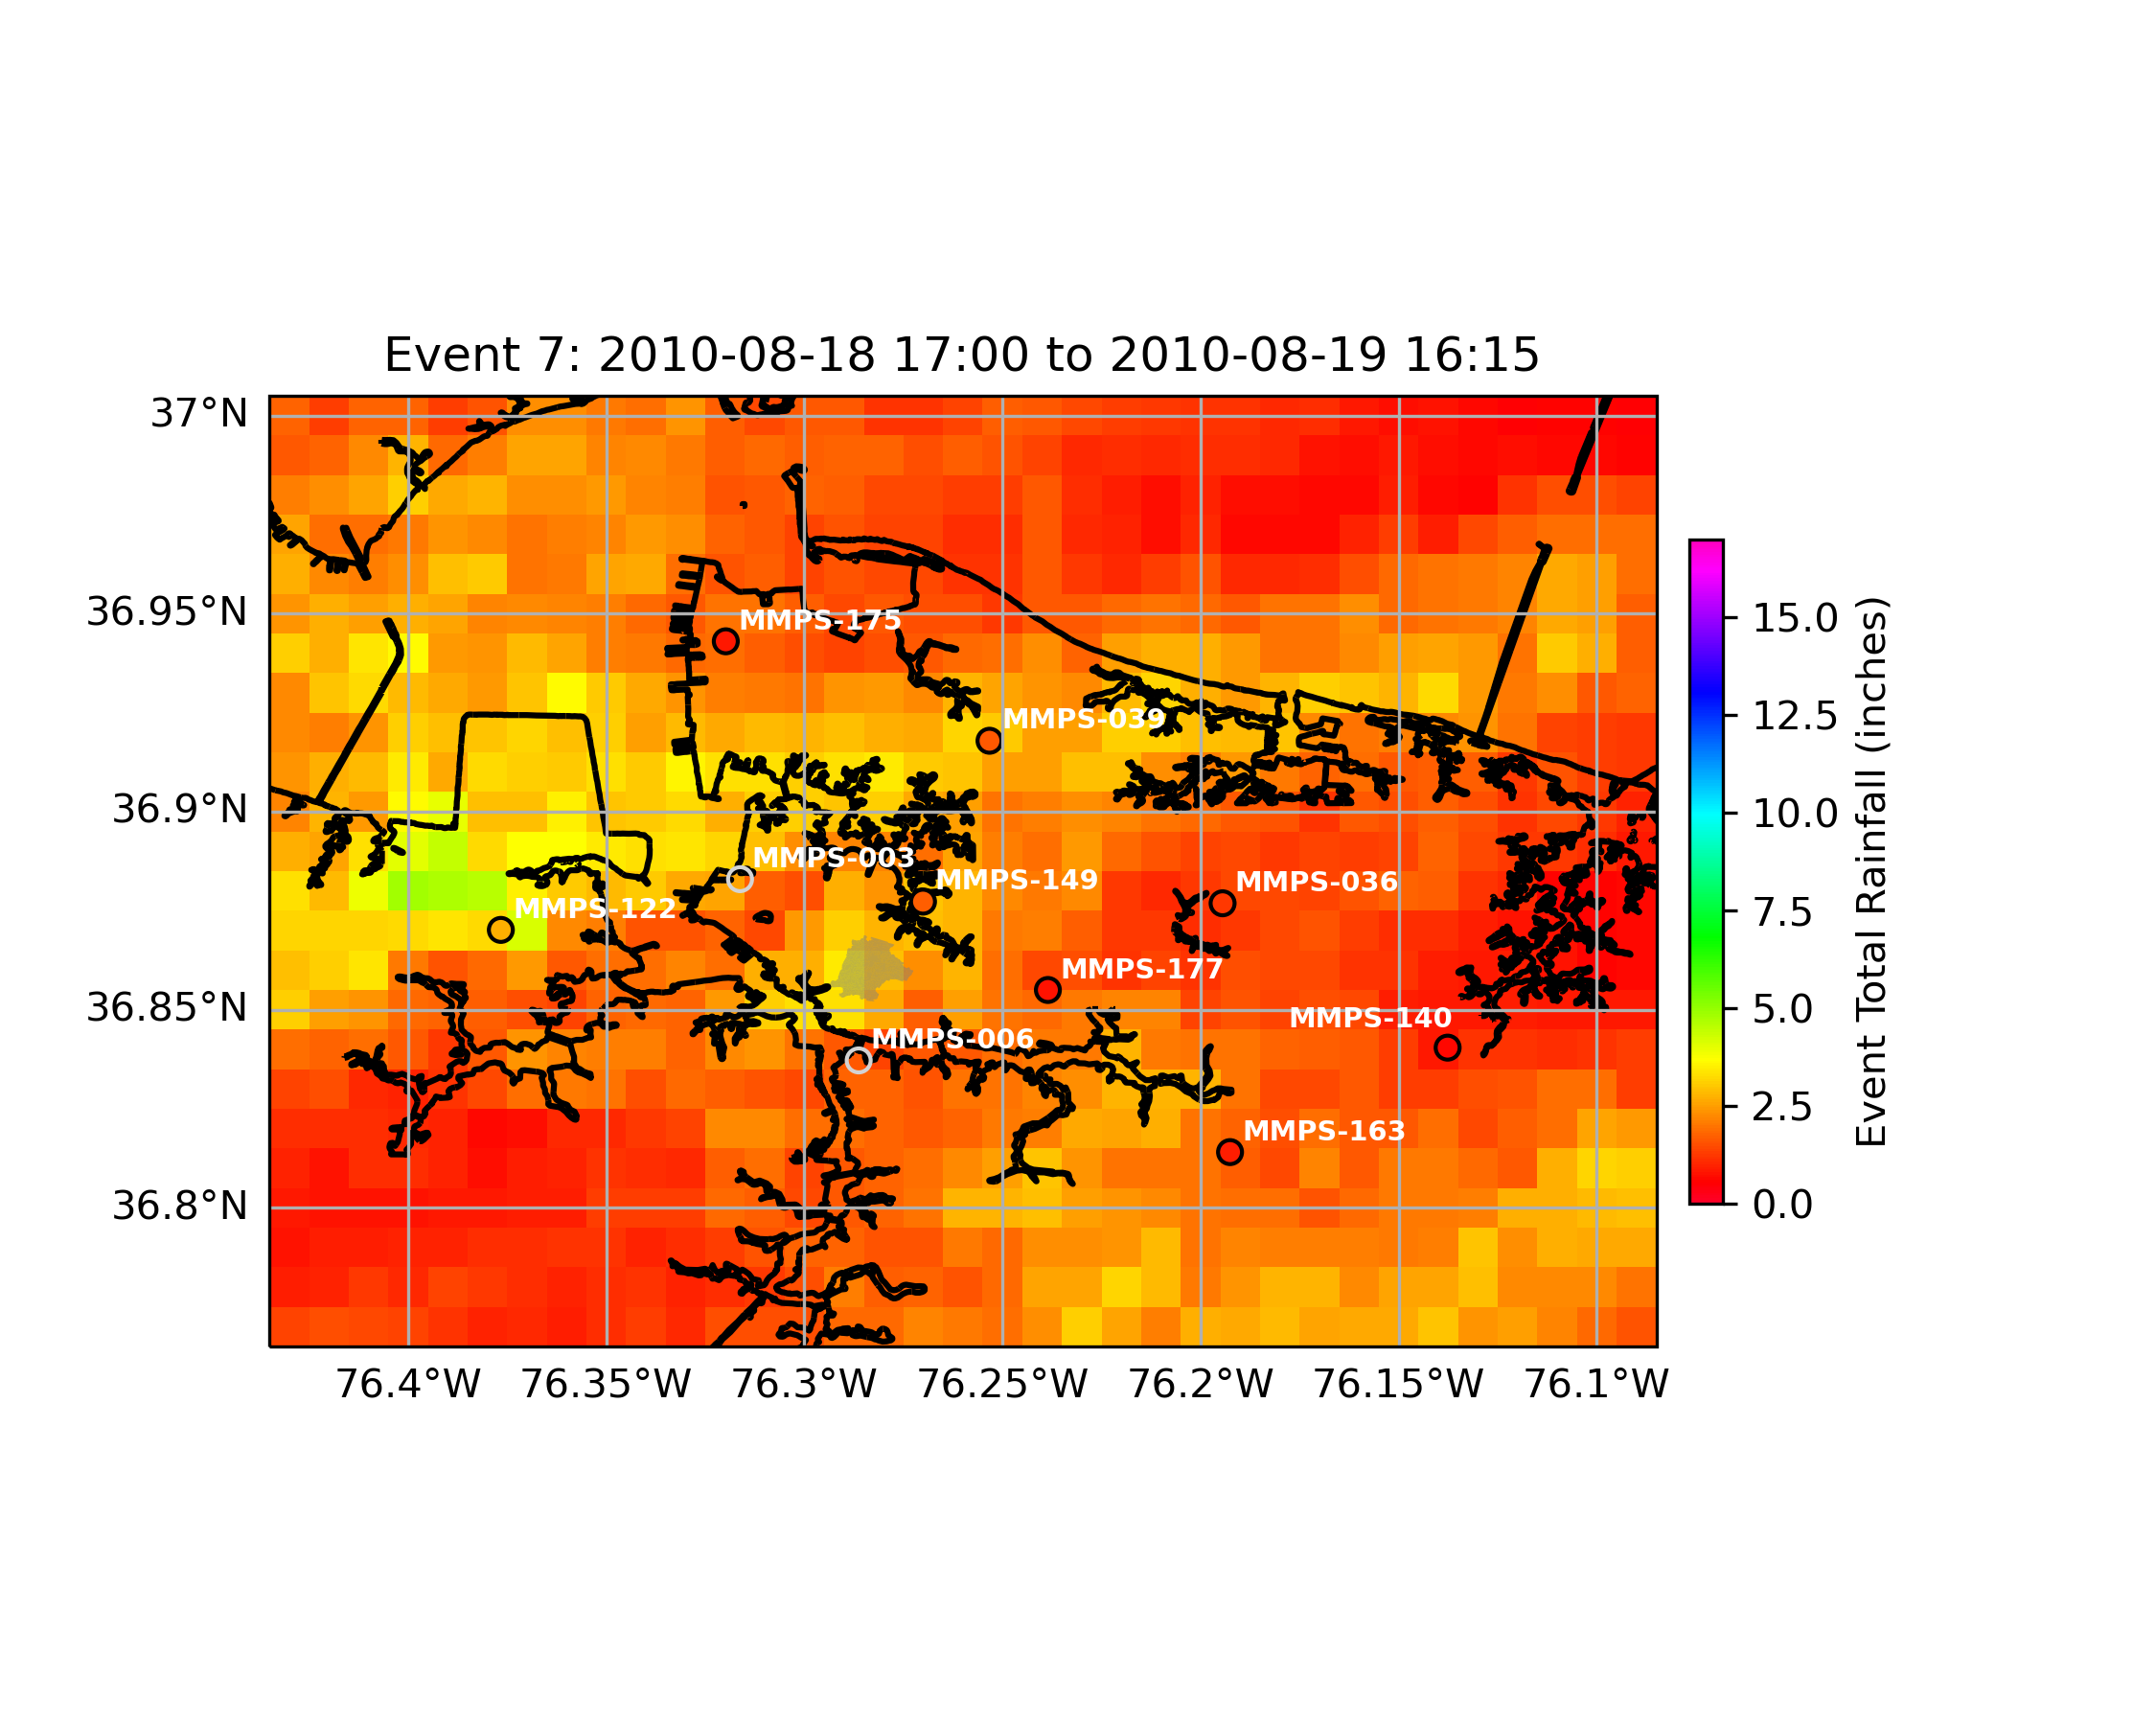 Event 7: 2010-08-18 17:00 to 2010-08-19 16:15
37°N
36.95°N
36.9°N
36.85°N
36.8°N
MMPS-175
MMPS-039
MMPS-003
MMPS-149
MMPS-036
MMPS-122
MMPS-177
MMPS-140
MMPS-006
MMPS-163
76.4°W 76.35°W 76.3°W 76.25°W 76.2°W 76.15°W 76.1°W
15.0
12.5
10.0
7.5
5.0
2.5
0.0
Event Total Rainfall (inches)